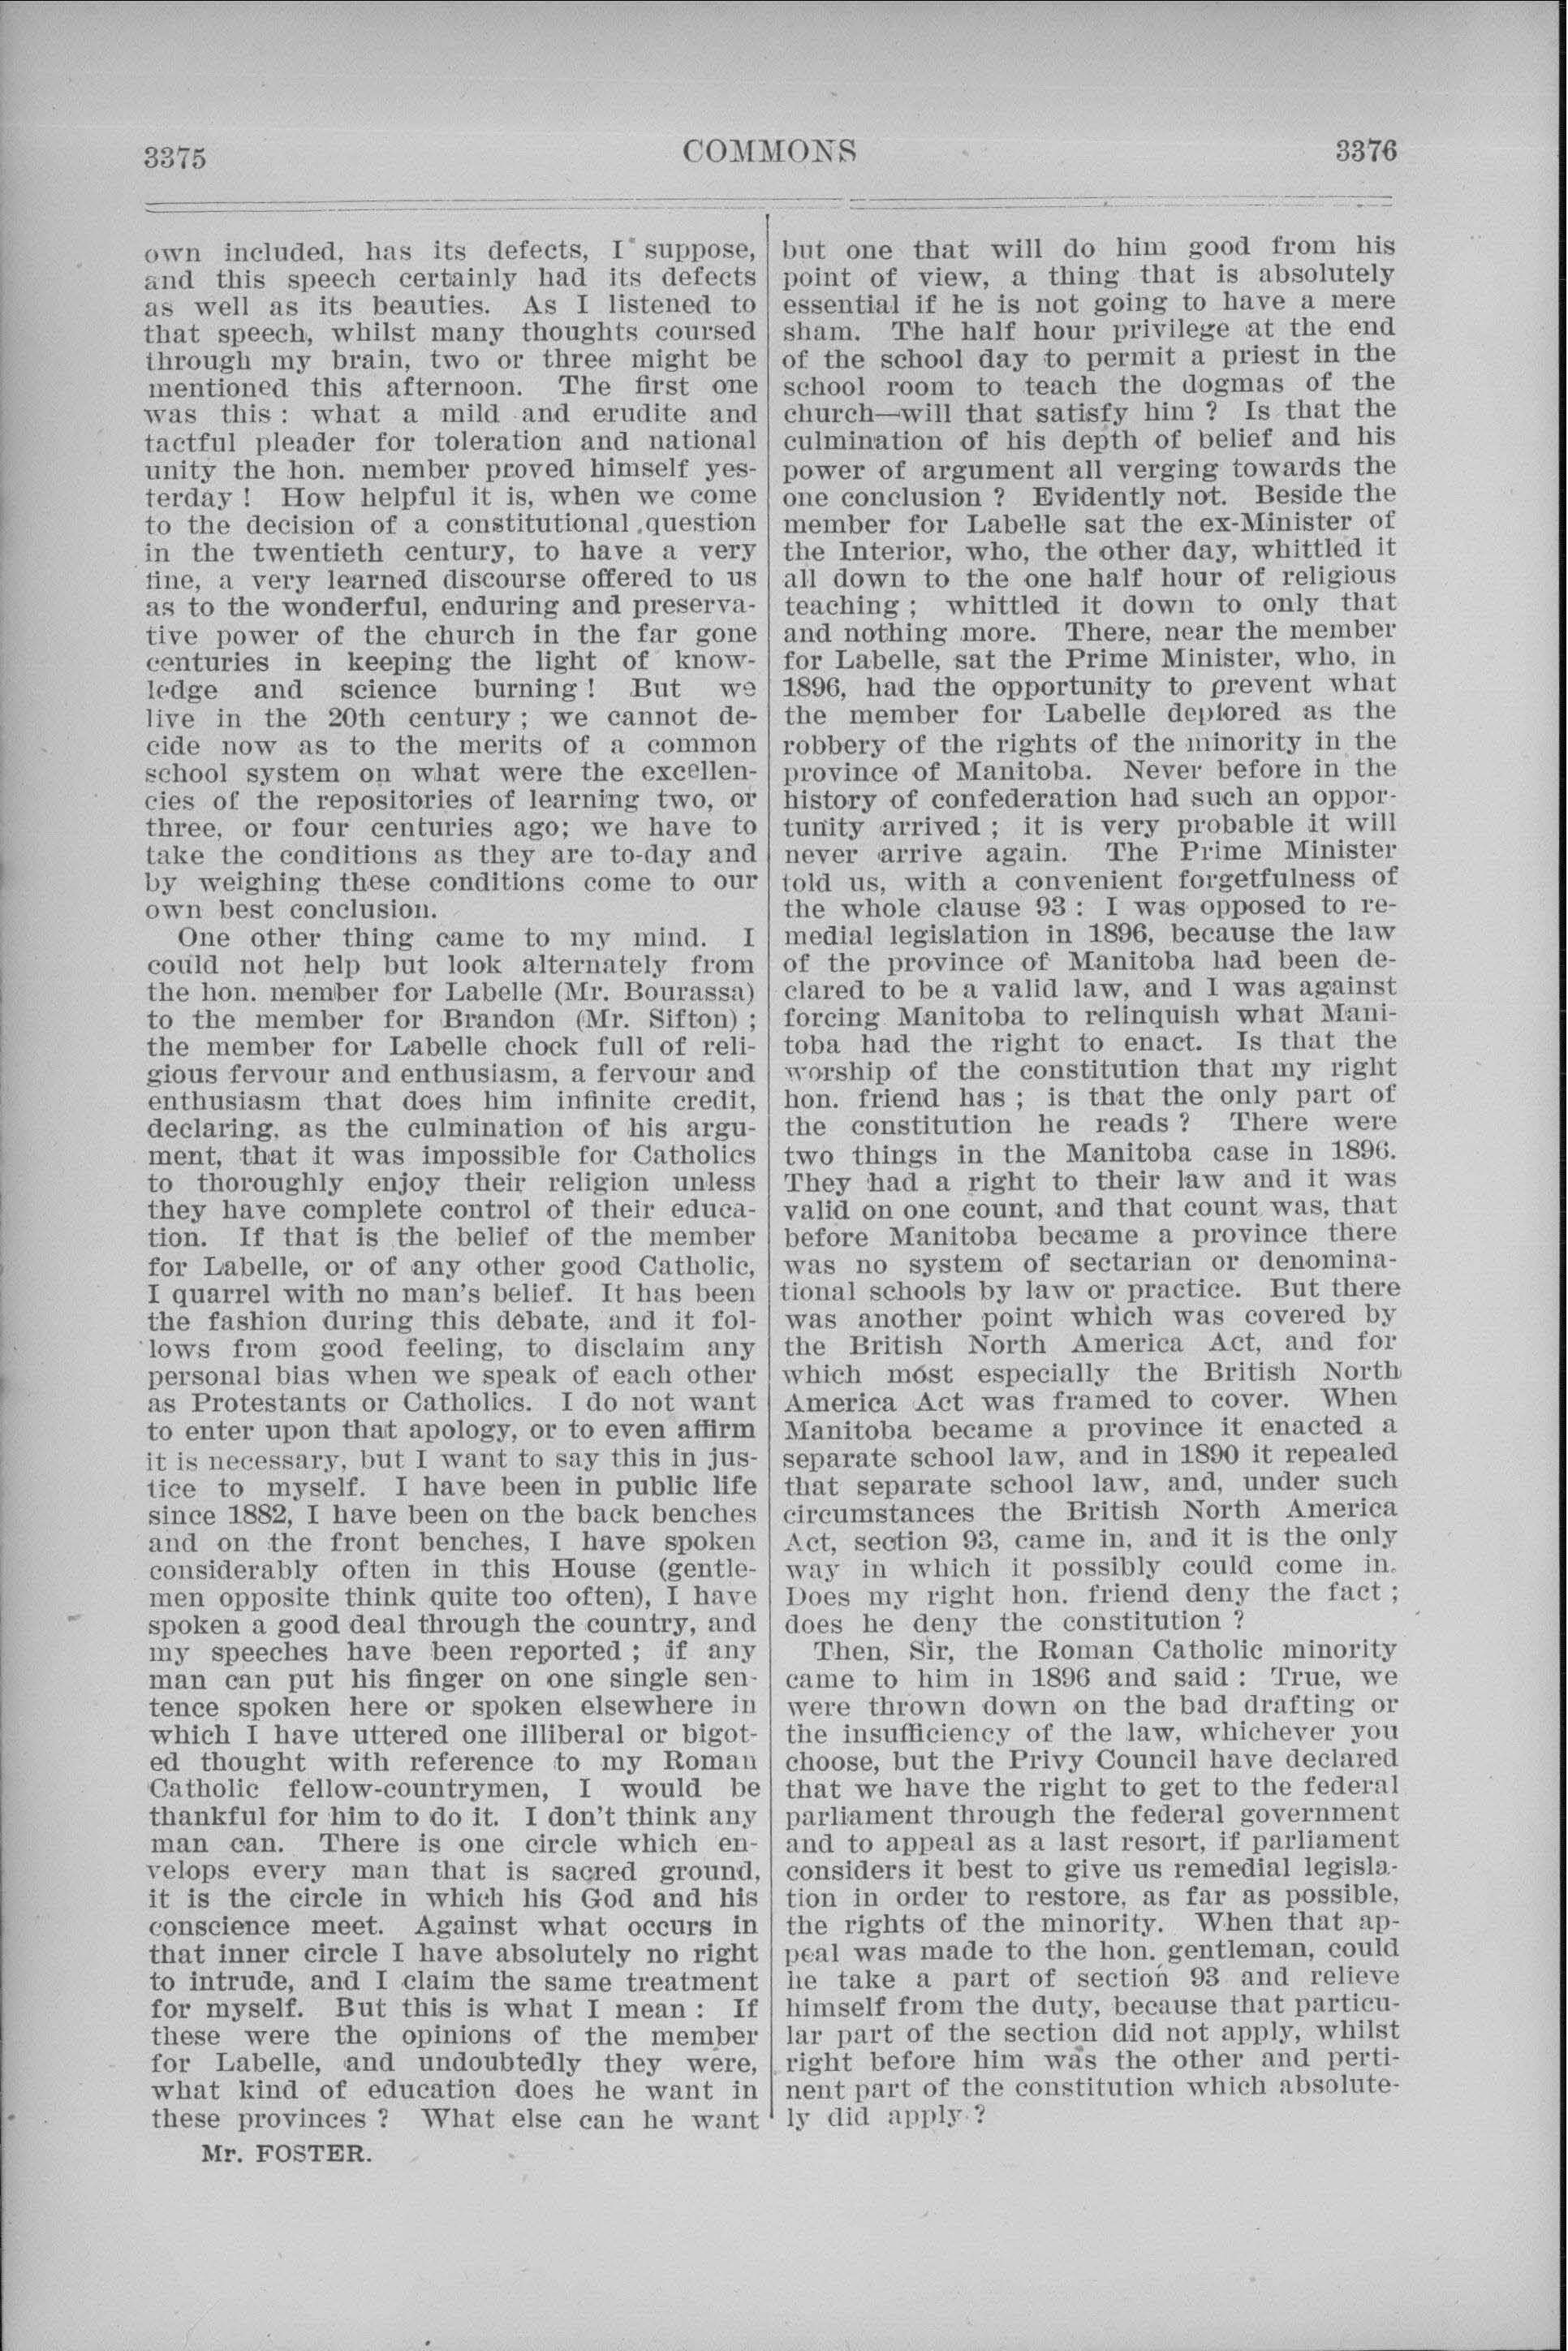 3375
COMMONS
3376
own included, has its defects, I suppose,
and this speech certainly had its defects
as well as its beauties. As I listened to
that speech, whilst many thoughts coursed
through my brain, two or three might be
mentioned this afternoon. The first one
was this : what a mild and erudite and
tactful pleader for toleration and national
unity the hon. member proved himself yes-
terday ! How helpful it is, when we come
to the decision of a constitutional question
in the twentieth century, to have a very
fine, a very learned discourse offered to us
as to the wonderful, enduring and preserva-
tive power of the church in the far gone
centuries in keeping the light of know-
ledge and science burning ! But we
live in the 20th century ; we cannot de-
cide now as to the merits of a common
school system on what were the excellen-
cies of the repositories of learning two, or
three, or four centuries ago; we have to
take the conditions as they are to-day and
by weighing these conditions come to our
own best conclusion.
One other thing came to my mind. I
could not help but look alternately from
the hon. member for Labelle (Mr. Bourassa)
to the member for Brandon (Mr. Sifton) ;
the member for Labelle chock full of reli-
gious fervour and enthusiasm, a fervour and
enthusiasm that does him infinite credit,
declaring, as the culmination of his argu-
ment, that it was impossible for Catholics
to thoroughly enjoy their religion unless
they have complete control of their educa-
tion. If that is the belief of the member
for Labelle, or of any other good Catholic,
I quarrel with no man's belief. It has been
the fashion during this debate, and it fol-
lows from good feeling, to disclaim any
personal bias when we speak of each other
as Protestants or Catholics. I do not want
to enter upon that apology, or to even affirm
it is necessary, but I want to say this in jus-
tice to myself. I have been in public life
since 1882, I have been on the back benches
and on the front benches, I have spoken
considerably often in this House (gentle-
men opposite think quite too often), I have
spoken a good deal through the country, and
my speeches have been reported ; if any
man can put his finger on one single sen-
tence spoken here or spoken elsewhere in
which I have uttered one illiberal or bigot-
ed thought with reference to my Roman
Catholic fellow-countrymen, I would be
thankful for him to do it. I don't think any
man can. There is one circle which en-
velops every man that is sacred ground,
it is the circle in which his God and his
conscience meet. Against what occurs in
that inner circle I have absolutely no right
to intrude, and I claim the same treatment
for myself. But this is what I mean : If
these were the opinions of the member
for Labelle, and undoubtedly they were,
what kind of education does he want in
these provinces ? What else can he want
Mr. FOSTER.
but one that will do him good from his
point of view, a thing that is absolutely
essential if he is not going to have a mere
sham. The half hour privilege at the end
of the school day to permit a priest in the
school room to teach the dogmas of the
church—will that satisfy him ? Is that the
culmination of his depth of belief and his
power of argument all verging towards the
one conclusion ? Evidently not. Beside the
member for Labelle sat the ex-Minister of
the Interior, who, the other day, whittled it
all down to the one half hour of religious
teaching ; whittled it down to only that
and nothing more. There, near the member
for Labelle, sat the Prime Minister, who, in
1896, had the opportunity to prevent what
the member for Labelle deplored as the
robbery of the rights of the minority in the
province of Manitoba. Never before in the
history of confederation had such an oppor-
tunity arrived ; it is very probable it will
never arrive again. The Prime Minister
told us, with a convenient forgetfulness of
the whole clause 93 : I was opposed to re-
medial legislation in 1896, because the law
of the province of Manitoba had been de-
clared to be a valid law, and I was against
forcing Manitoba to relinquish what Mani-
toba had the right to enact. Is that the
worship of the constitution that my right
hon. friend has ; is that the only part of
the constitution he reads ? There were
two things in the Manitoba case in 1896.
They had a right to their law and it was
valid on one count, and that count was, that
before Manitoba became a province there
was no system of sectarian or denomina-
tional schools by law or practice. But there
was another point which was covered by
the British North America Act, and for
which most especially the British North
America Act was framed to cover. When
Manitoba became a province it enacted a
separate school law, and in 1890 it repealed
that separate school law, and, under such
circumstances the British North America
Act, section 93, came in, and it is the only
way in which it possibly could come in.
Does my right hon. friend deny the fact ;
does he deny the constitution ?
Then, Sir, the Roman Catholic minority
came to him in 1896 and said : True, we
were thrown down on the bad drafting or
the insufficiency of the law, whichever you
choose, but the Privy Council have declared
that we have the right to get to the federal
parliament through the federal government
and to appeal as a last resort, if parliament
considers it best to give us remedial legisla-
tion in order to restore, as far as possible,
the rights of the minority. When that ap-
peal was made to the hon. gentleman, could
he take a part of section 93 and relieve
himself from the duty, because that particu-
lar part of the section did not apply, whilst
right before him was the other and perti-
nent part of the constitution which absolute-
ly did apply ?